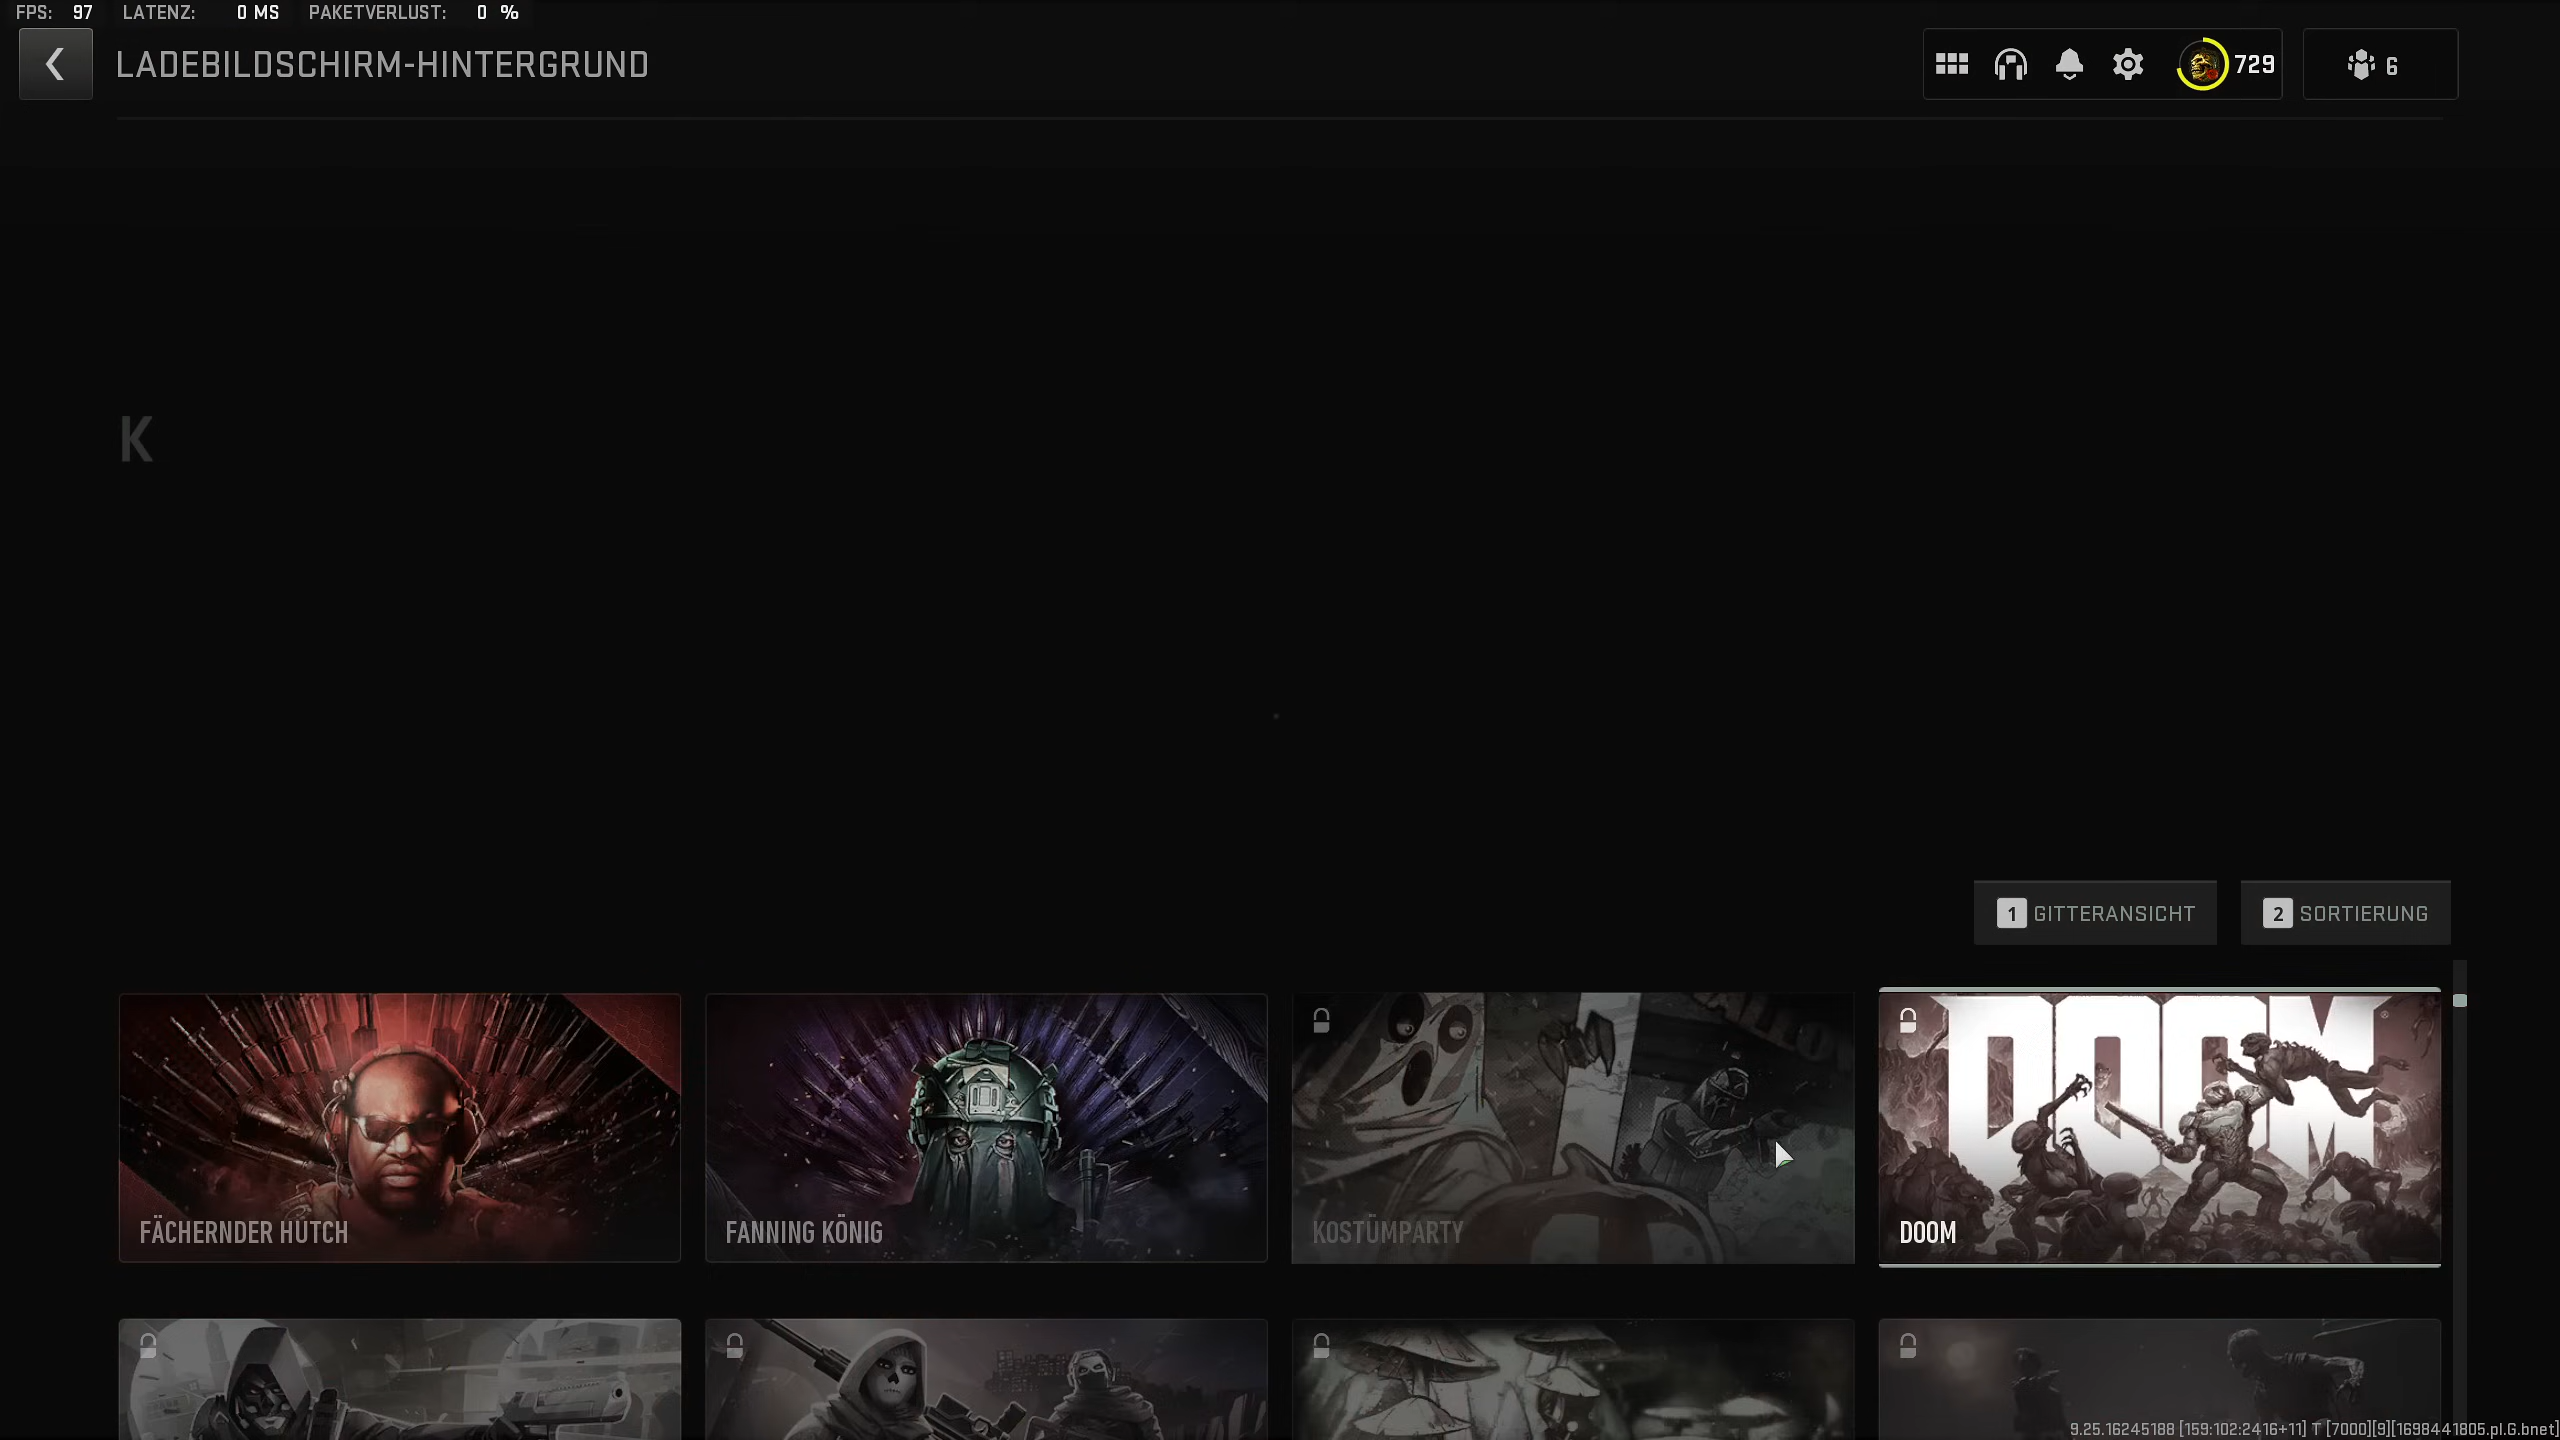 FPS: 97 LATENZ: 0 MS PAKETVERLUST: 0 %
LADEBILDSCHIRM-HINTERGRUND
729
6
K
1 GITTERANSICHT
2 SORTIERUNG
FÄCHERNDER HUTCH
FANNING KÖNIG
KOSTÜMPARTY
DOOM
DOOM
9.25.16245188 [159:102:2416+11] T [7000][9][1698441805.pl.G.bnet]